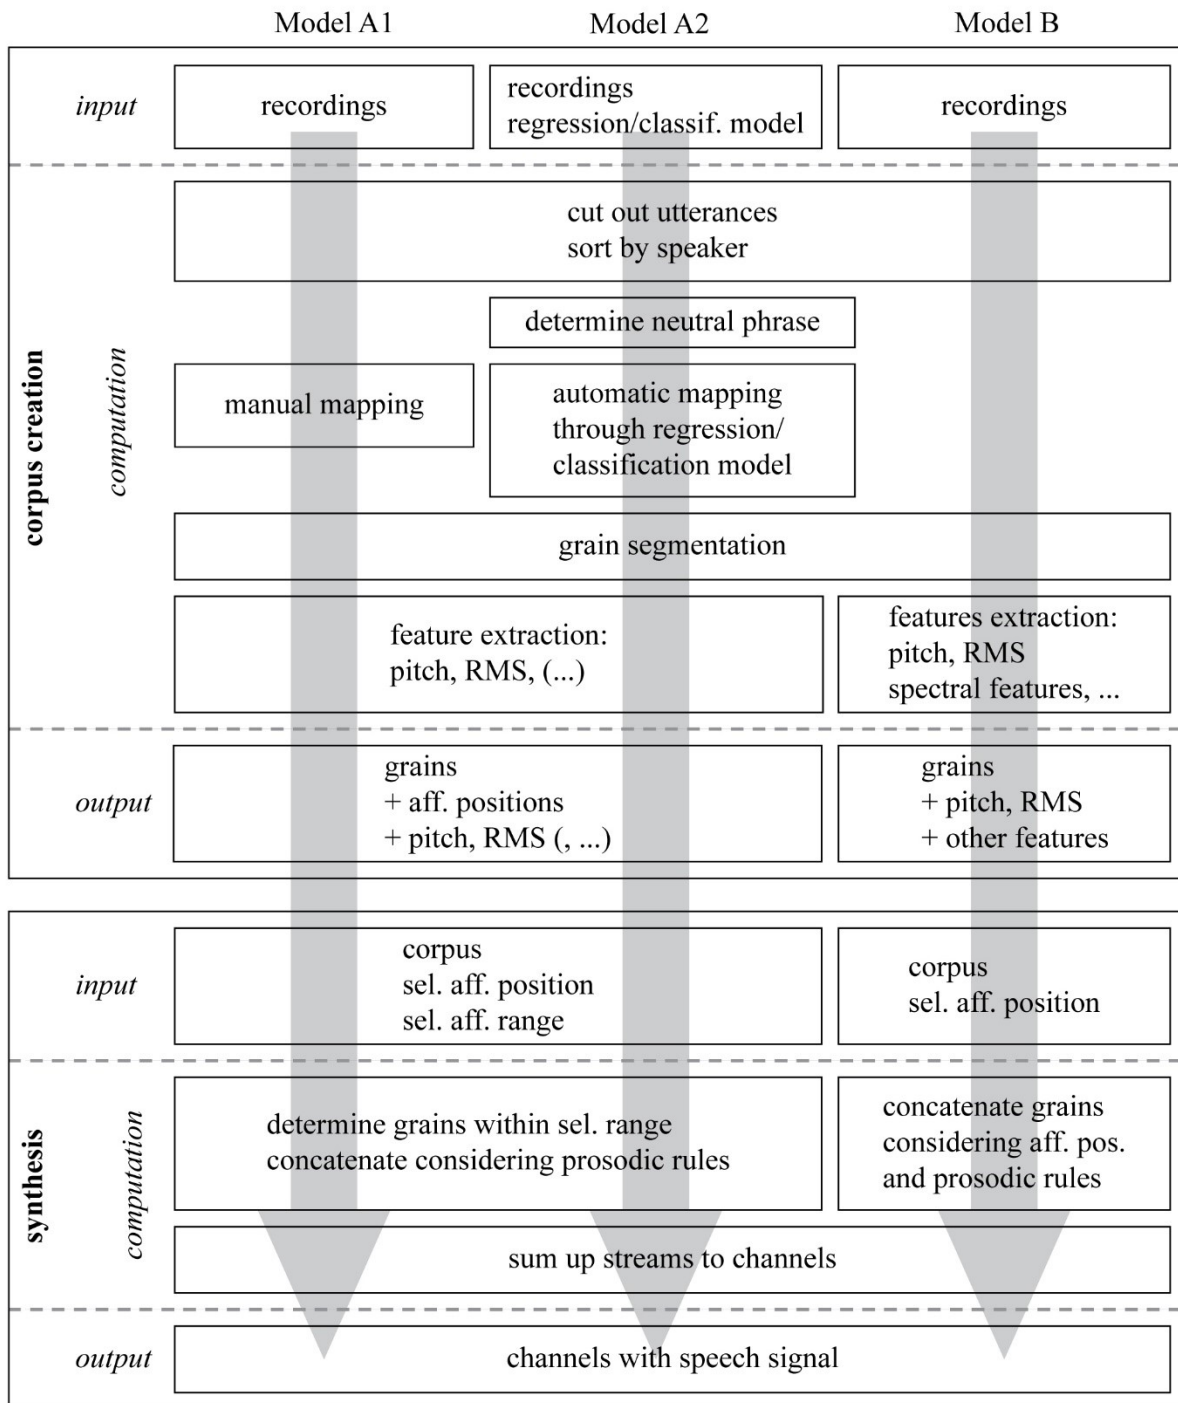 Model A1
Model A2
Model B
corpus creation
input
recordings
recordings
regression/classif. model
recordings
computation
cut out utterances
sort by speaker
determine neutral phrase
manual mapping
automatic mapping
through regression/
classification model
grain segmentation
feature extraction:
pitch, RMS, (...)
features extraction:
pitch, RMS
spectral features, ...
output
grains
+ aff. positions
+ pitch, RMS (, ...)
grains
+ pitch, RMS
+ other features
synthesis
input
corpus
sel. aff. position
sel. aff. range
corpus
sel. aff. position
computation
determine grains within sel. range
concatenate considering prosodic rules
concatenate grains
considering aff. pos.
and prosodic rules
sum up streams to channels
output
channels with speech signal